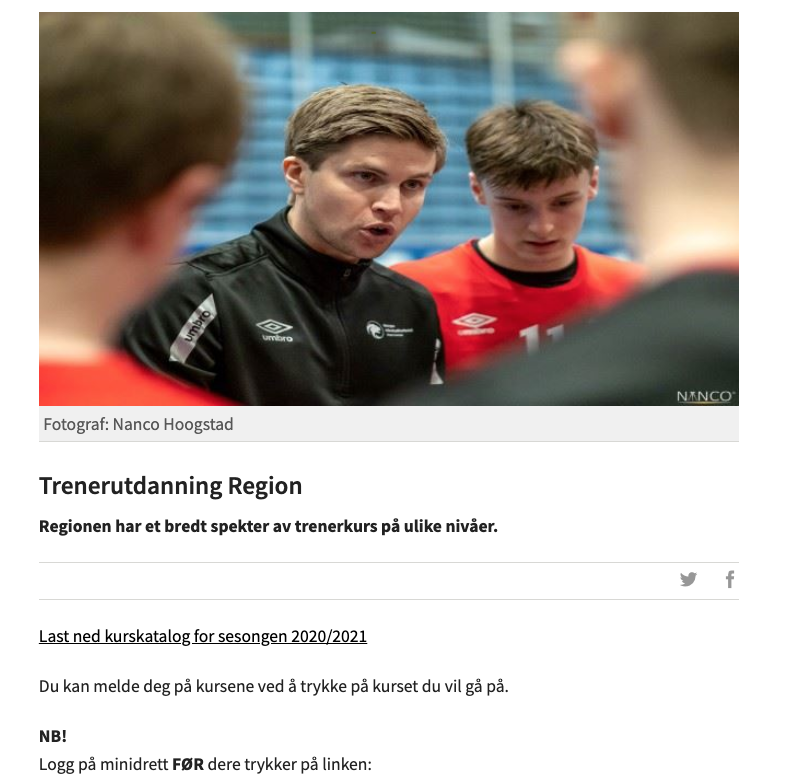 umbro
umbro
umbro
11
NANCO
Fotograf: Nanco Hoogstad
Trenerutdanning Region
Regionen har et bredt spekter av trenerkurs på ulike nivåer.
Last ned kurskatalog for sesongen 2020/2021
Du kan melde deg på kursene ved å trykke på kurset du vil gå på.
NB!
Logg på minidrett FØR dere trykker på linken: